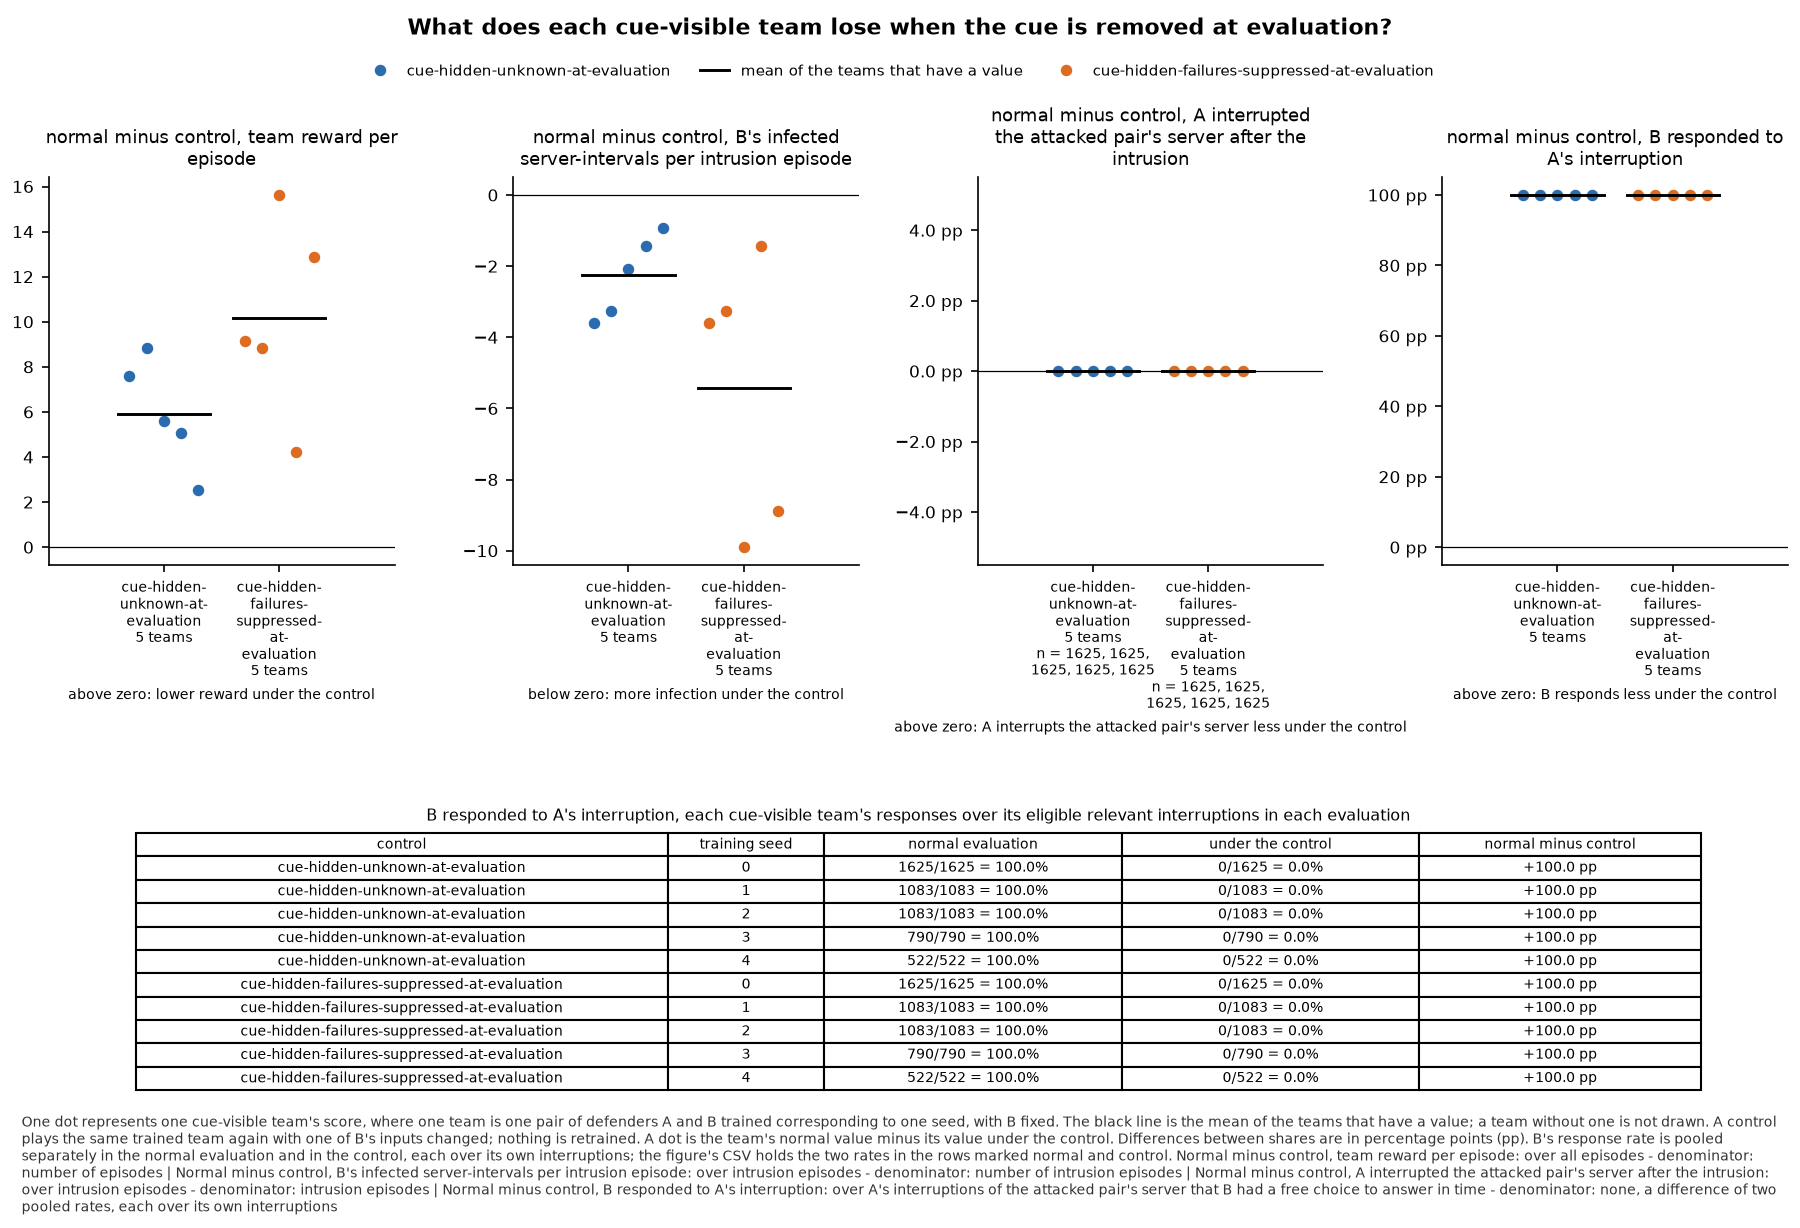 What does each cue-visible team lose when the cue is removed at evaluation?
cue-hidden-unknown-at-evaluation
mean of the teams that have a value
cue-hidden-failures-suppressed-at-evaluation
normal minus control, team reward per
episode
16
14
12
10
8
6
4
2
0
cue-hidden-
unknown-at-
evaluation
5 teams
cue-hidden-
failures-
suppressed-
at-
evaluation
5 teams
above zero: lower reward under the control
normal minus control, B's infected
server-intervals per intrusion episode
0
−2
−4
−6
−8
−10
cue-hidden-
unknown-at-
evaluation
5 teams
cue-hidden-
failures-
suppressed-
at-
evaluation
5 teams
below zero: more infection under the control
normal minus control, A interrupted
the attacked pair's server after the
intrusion
4.0 pp
2.0 pp
0.0 pp
−2.0 pp
−4.0 pp
cue-hidden-
unknown-at-
evaluation
5 teams
n = 1625, 1625,
1625, 1625, 1625
cue-hidden-
failures-
suppressed-
at-
evaluation
5 teams
n = 1625, 1625,
1625, 1625, 1625
above zero: A interrupts the attacked pair's server less under the control
normal minus control, B responded to
A's interruption
100 pp
80 pp
60 pp
40 pp
20 pp
0 pp
cue-hidden-
unknown-at-
evaluation
5 teams
cue-hidden-
failures-
suppressed-
at-
evaluation
5 teams
above zero: B responds less under the control
B responded to A's interruption, each cue-visible team's responses over its eligible relevant interruptions in each evaluation
control training seed normal evaluation under the control normal minus control
cue-hidden-unknown-at-evaluation 0 1625/1625 = 100.0% 0/1625 = 0.0% +100.0 pp
cue-hidden-unknown-at-evaluation 1 1083/1083 = 100.0% 0/1083 = 0.0% +100.0 pp
cue-hidden-unknown-at-evaluation 2 1083/1083 = 100.0% 0/1083 = 0.0% +100.0 pp
cue-hidden-unknown-at-evaluation 3 790/790 = 100.0% 0/790 = 0.0% +100.0 pp
cue-hidden-unknown-at-evaluation 4 522/522 = 100.0% 0/522 = 0.0% +100.0 pp
cue-hidden-failures-suppressed-at-evaluation 0 1625/1625 = 100.0% 0/1625 = 0.0% +100.0 pp
cue-hidden-failures-suppressed-at-evaluation 1 1083/1083 = 100.0% 0/1083 = 0.0% +100.0 pp
cue-hidden-failures-suppressed-at-evaluation 2 1083/1083 = 100.0% 0/1083 = 0.0% +100.0 pp
cue-hidden-failures-suppressed-at-evaluation 3 790/790 = 100.0% 0/790 = 0.0% +100.0 pp
cue-hidden-failures-suppressed-at-evaluation 4 522/522 = 100.0% 0/522 = 0.0% +100.0 pp
One dot represents one cue-visible team's score, where one team is one pair of defenders A and B trained corresponding to one seed, with B fixed. The black line is the mean of the teams that have a value; a team without one is not drawn. A control
plays the same trained team again with one of B's inputs changed; nothing is retrained. A dot is the team's normal value minus its value under the control. Differences between shares are in percentage points (pp). B's response rate is pooled
separately in the normal evaluation and in the control, each over its own interruptions; the figure's CSV holds the two rates in the rows marked normal and control. Normal minus control, team reward per episode: over all episodes - denominator:
number of episodes | Normal minus control, B's infected server-intervals per intrusion episode: over intrusion episodes - denominator: number of intrusion episodes | Normal minus control, A interrupted the attacked pair's server after the intrusion:
over intrusion episodes - denominator: intrusion episodes | Normal minus control, B responded to A's interruption: over A's interruptions of the attacked pair's server that B had a free choice to answer in time - denominator: none, a difference of two
pooled rates, each over its own interruptions